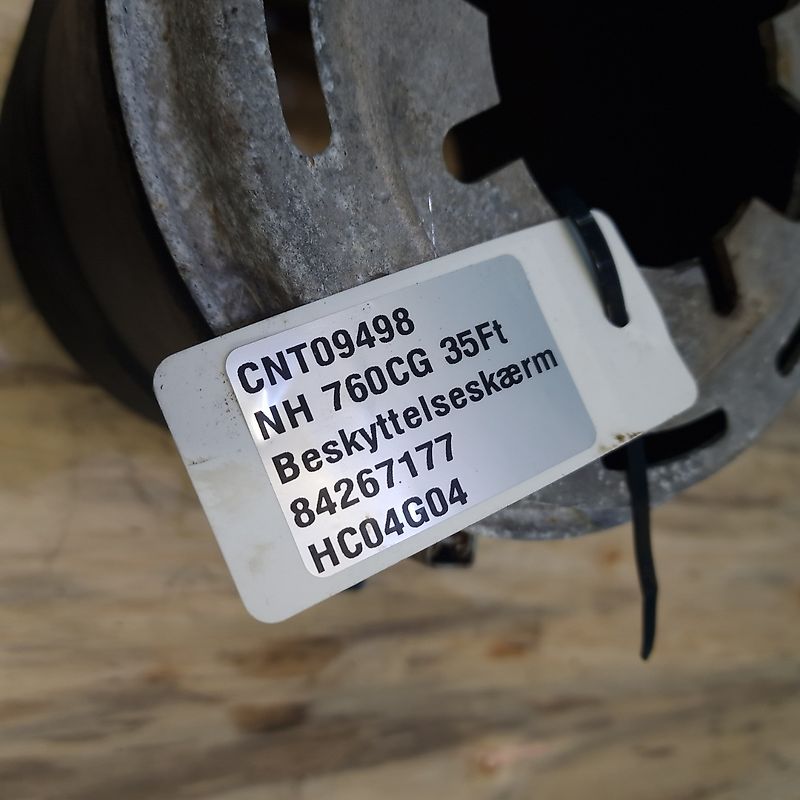 CNT09498
NH 760CG 35Ft
Beskyttelseskærm
84267177
HC04G04